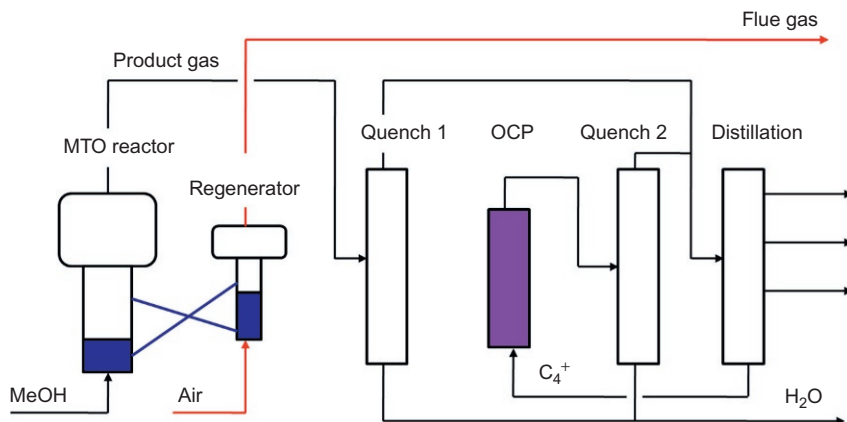 Flue gas
Product gas
Quench 1
OCP
Quench 2
Distillation
MTO reactor
Regenerator
MeOH
Air
C₄⁺
H₂O